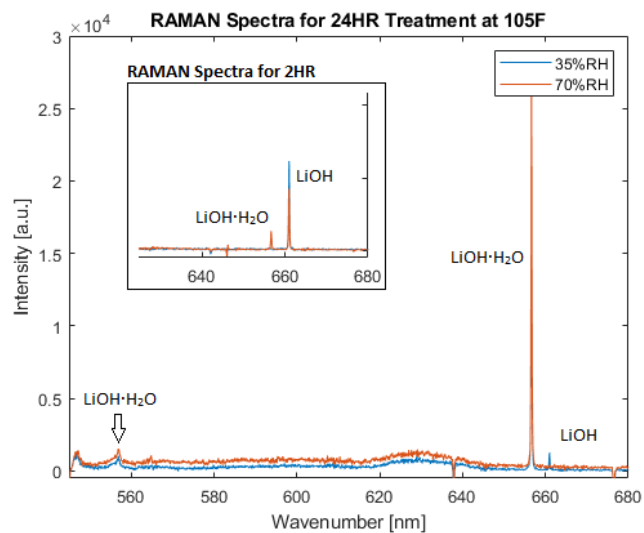 RAMAN Spectra for 24HR Treatment at 105F
×10⁴
3
2.5
2
1.5
1
0.5
0
Intensity [a.u.]
35%RH
70%RH
RAMAN Spectra for 2HR
LiOH
LiOH·H₂O
640
660
680
LiOH·H₂O
LiOH·H₂O
LiOH
560
580
600
620
640
660
680
Wavenumber [nm]